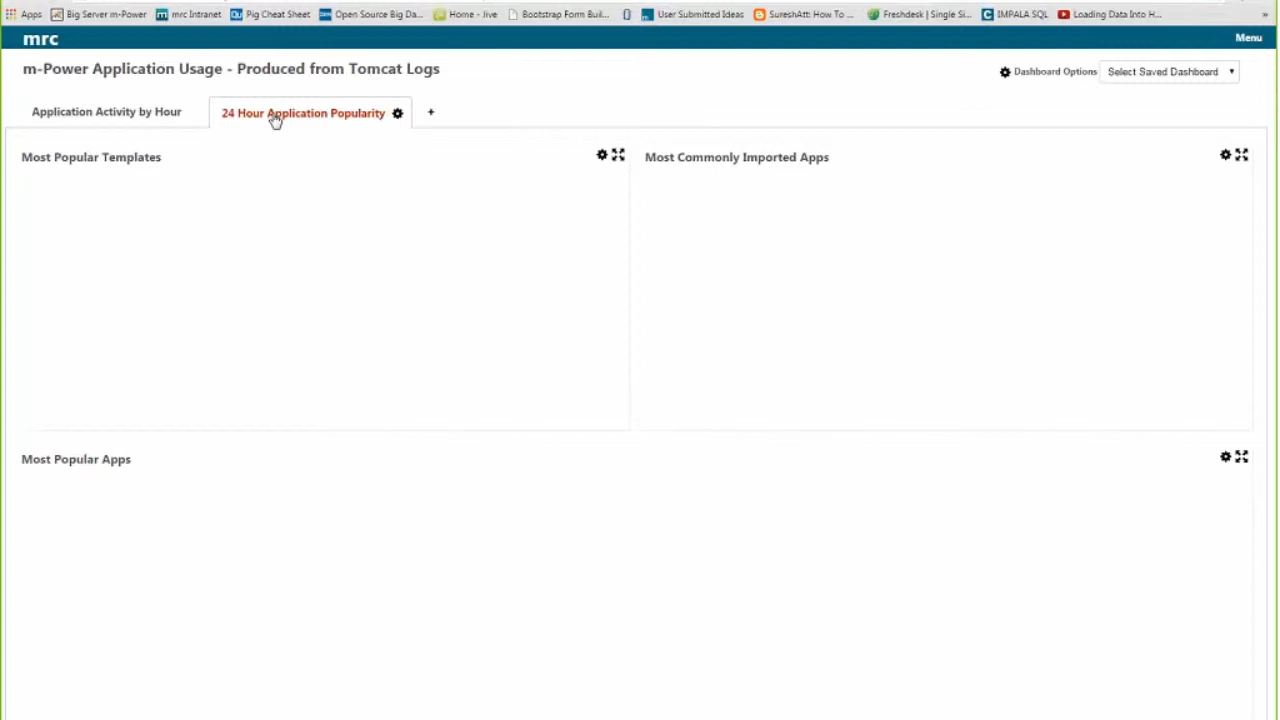 Apps Big Server m-Power mrc Intranet Pig Cheat Sheet Open Source Big Da... Home - Jive Bootstrap Form Buil... User Submitted Ideas SureshAtt: How To ... Freshdesk | Single Si... IMPALA SQL Loading Data Into H... »
mrc Menu
m-Power Application Usage - Produced from Tomcat Logs Dashboard Options Select Saved Dashboard
Application Activity by Hour 24 Hour Application Popularity +
Most Popular Templates Most Commonly Imported Apps
Most Popular Apps